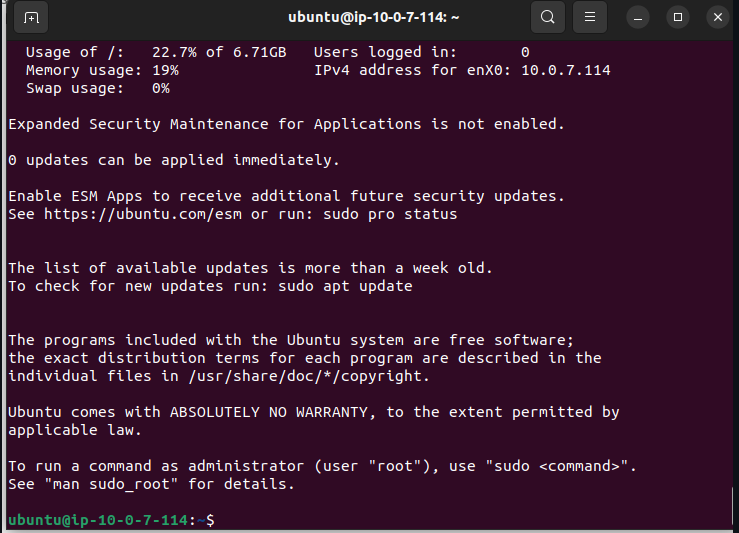 ubuntu@ip-10-0-7-114: ~
Usage of /:   22.7% of 6.71GB   Users logged in:       0
Memory usage: 19%               IPv4 address for enX0: 10.0.7.114
Swap usage:   0%
Expanded Security Maintenance for Applications is not enabled.
0 updates can be applied immediately.
Enable ESM Apps to receive additional future security updates.
See https://ubuntu.com/esm or run: sudo pro status
The list of available updates is more than a week old.
To check for new updates run: sudo apt update
The programs included with the Ubuntu system are free software;
the exact distribution terms for each program are described in the
individual files in /usr/share/doc/*/copyright.
Ubuntu comes with ABSOLUTELY NO WARRANTY, to the extent permitted by
applicable law.
To run a command as administrator (user "root"), use "sudo <command>".
See "man sudo_root" for details.
ubuntu@ip-10-0-7-114:~$